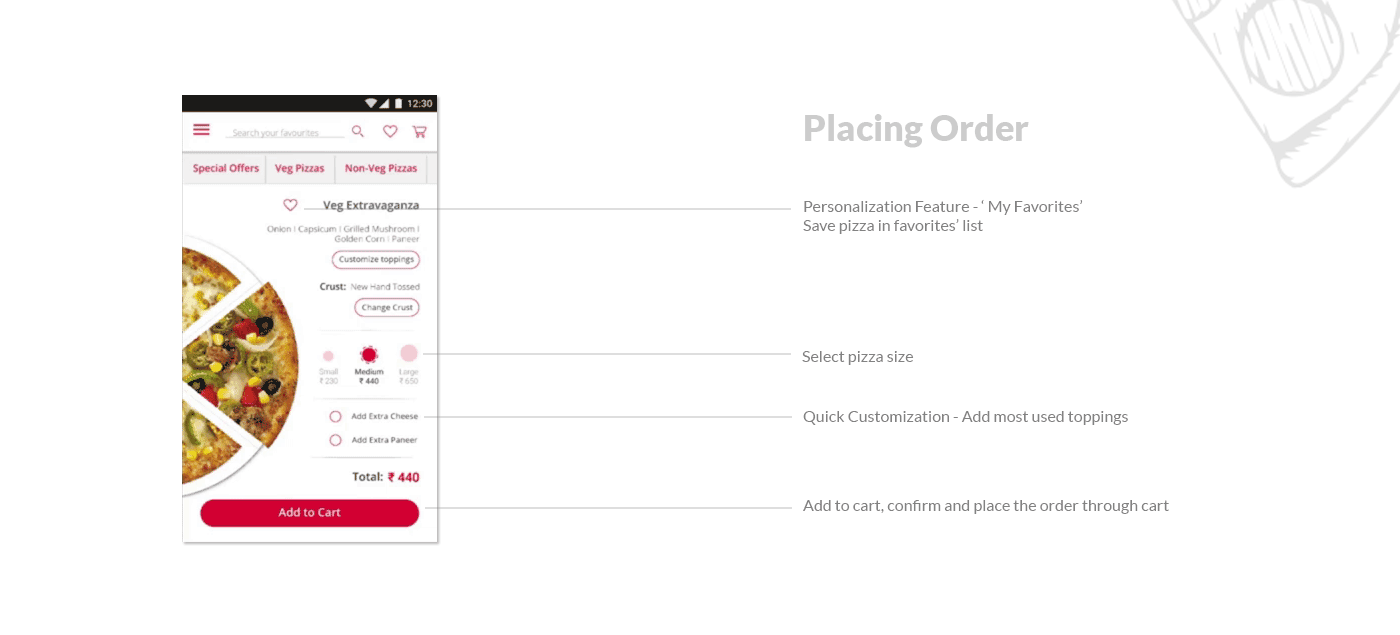 12:30
Search your favourites
Special Offers
Veg Pizzas
Non-Veg Pizzas
Veg Extravaganza
Onion | Capsicum | Grilled Mushroom |
Golden Corn | Paneer
Customize toppings
Crust: New Hand Tossed
Change Crust
Small
Medium
Large
₹ 230
₹ 440
₹ 650
Add Extra Cheese
Add Extra Paneer
Total: ₹ 440
Add to Cart
Placing Order
Personalization Feature - ‘ My Favorites’
Save pizza in favorites’ list
Select pizza size
Quick Customization - Add most used toppings
Add to cart, confirm and place the order through cart